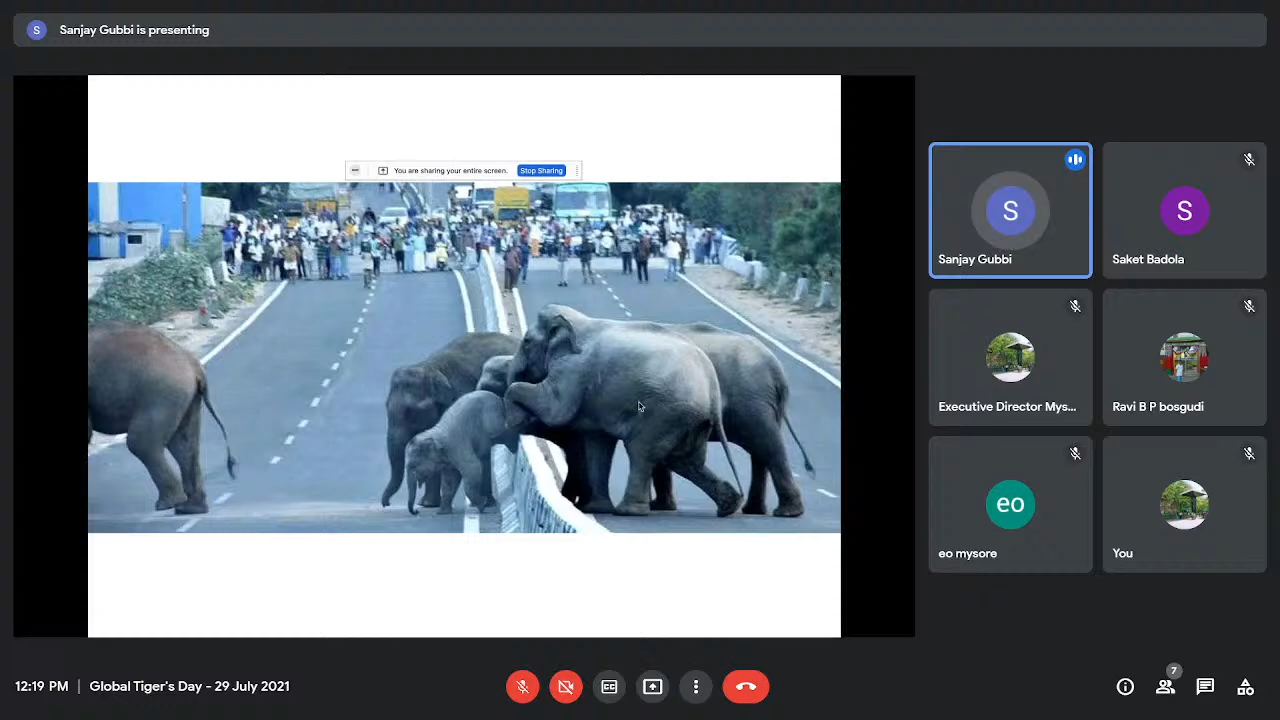 S Sanjay Gubbi is presenting
You are sharing your entire screen. Stop Sharing
S
Sanjay Gubbi
S
Saket Badola
Executive Director Mys...
Ravi B P bosgudi
eo
eo mysore
You
12:19 PM | Global Tiger's Day - 29 July 2021
CC
7